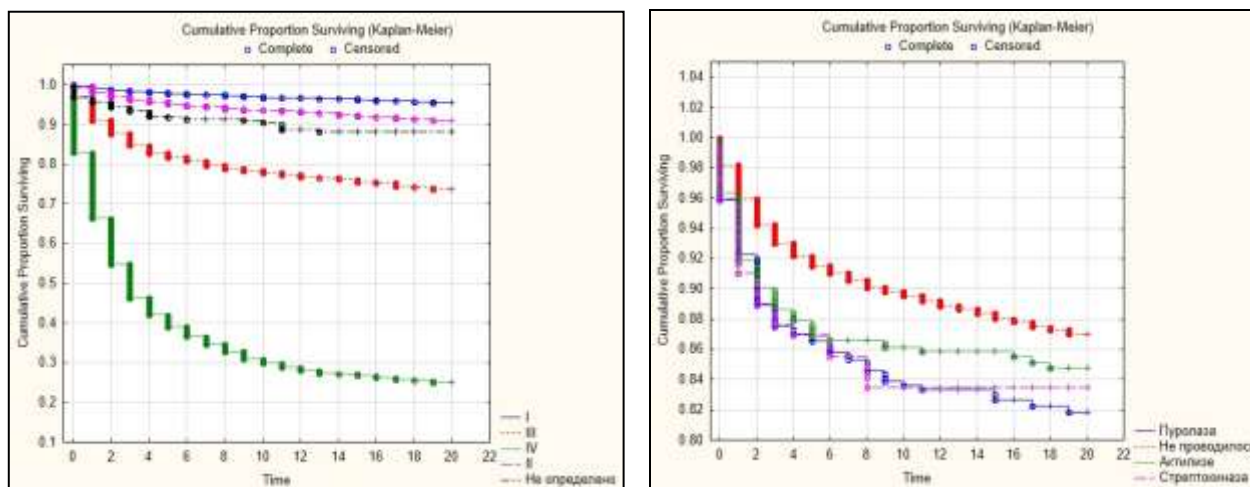 Cumulative Proportion Surviving (Kaplan-Meier)
Complete Censored
Cumulative Proportion Surviving
1.0
0.9
0.8
0.7
0.6
0.5
0.4
0.3
0.2
0.1
0 2 4 6 8 10 12 14 16 18 20 22
Time
I
III
IV
II
Не определено
Cumulative Proportion Surviving (Kaplan-Meier)
Complete Censored
Cumulative Proportion Surviving
1.04
1.02
1.00
0.98
0.96
0.94
0.92
0.90
0.88
0.86
0.84
0.82
0.80
0 2 4 6 8 10 12 14 16 18 20 22
Time
Пуролаза
Не проводилос
Актилизе
Стрептокиназа